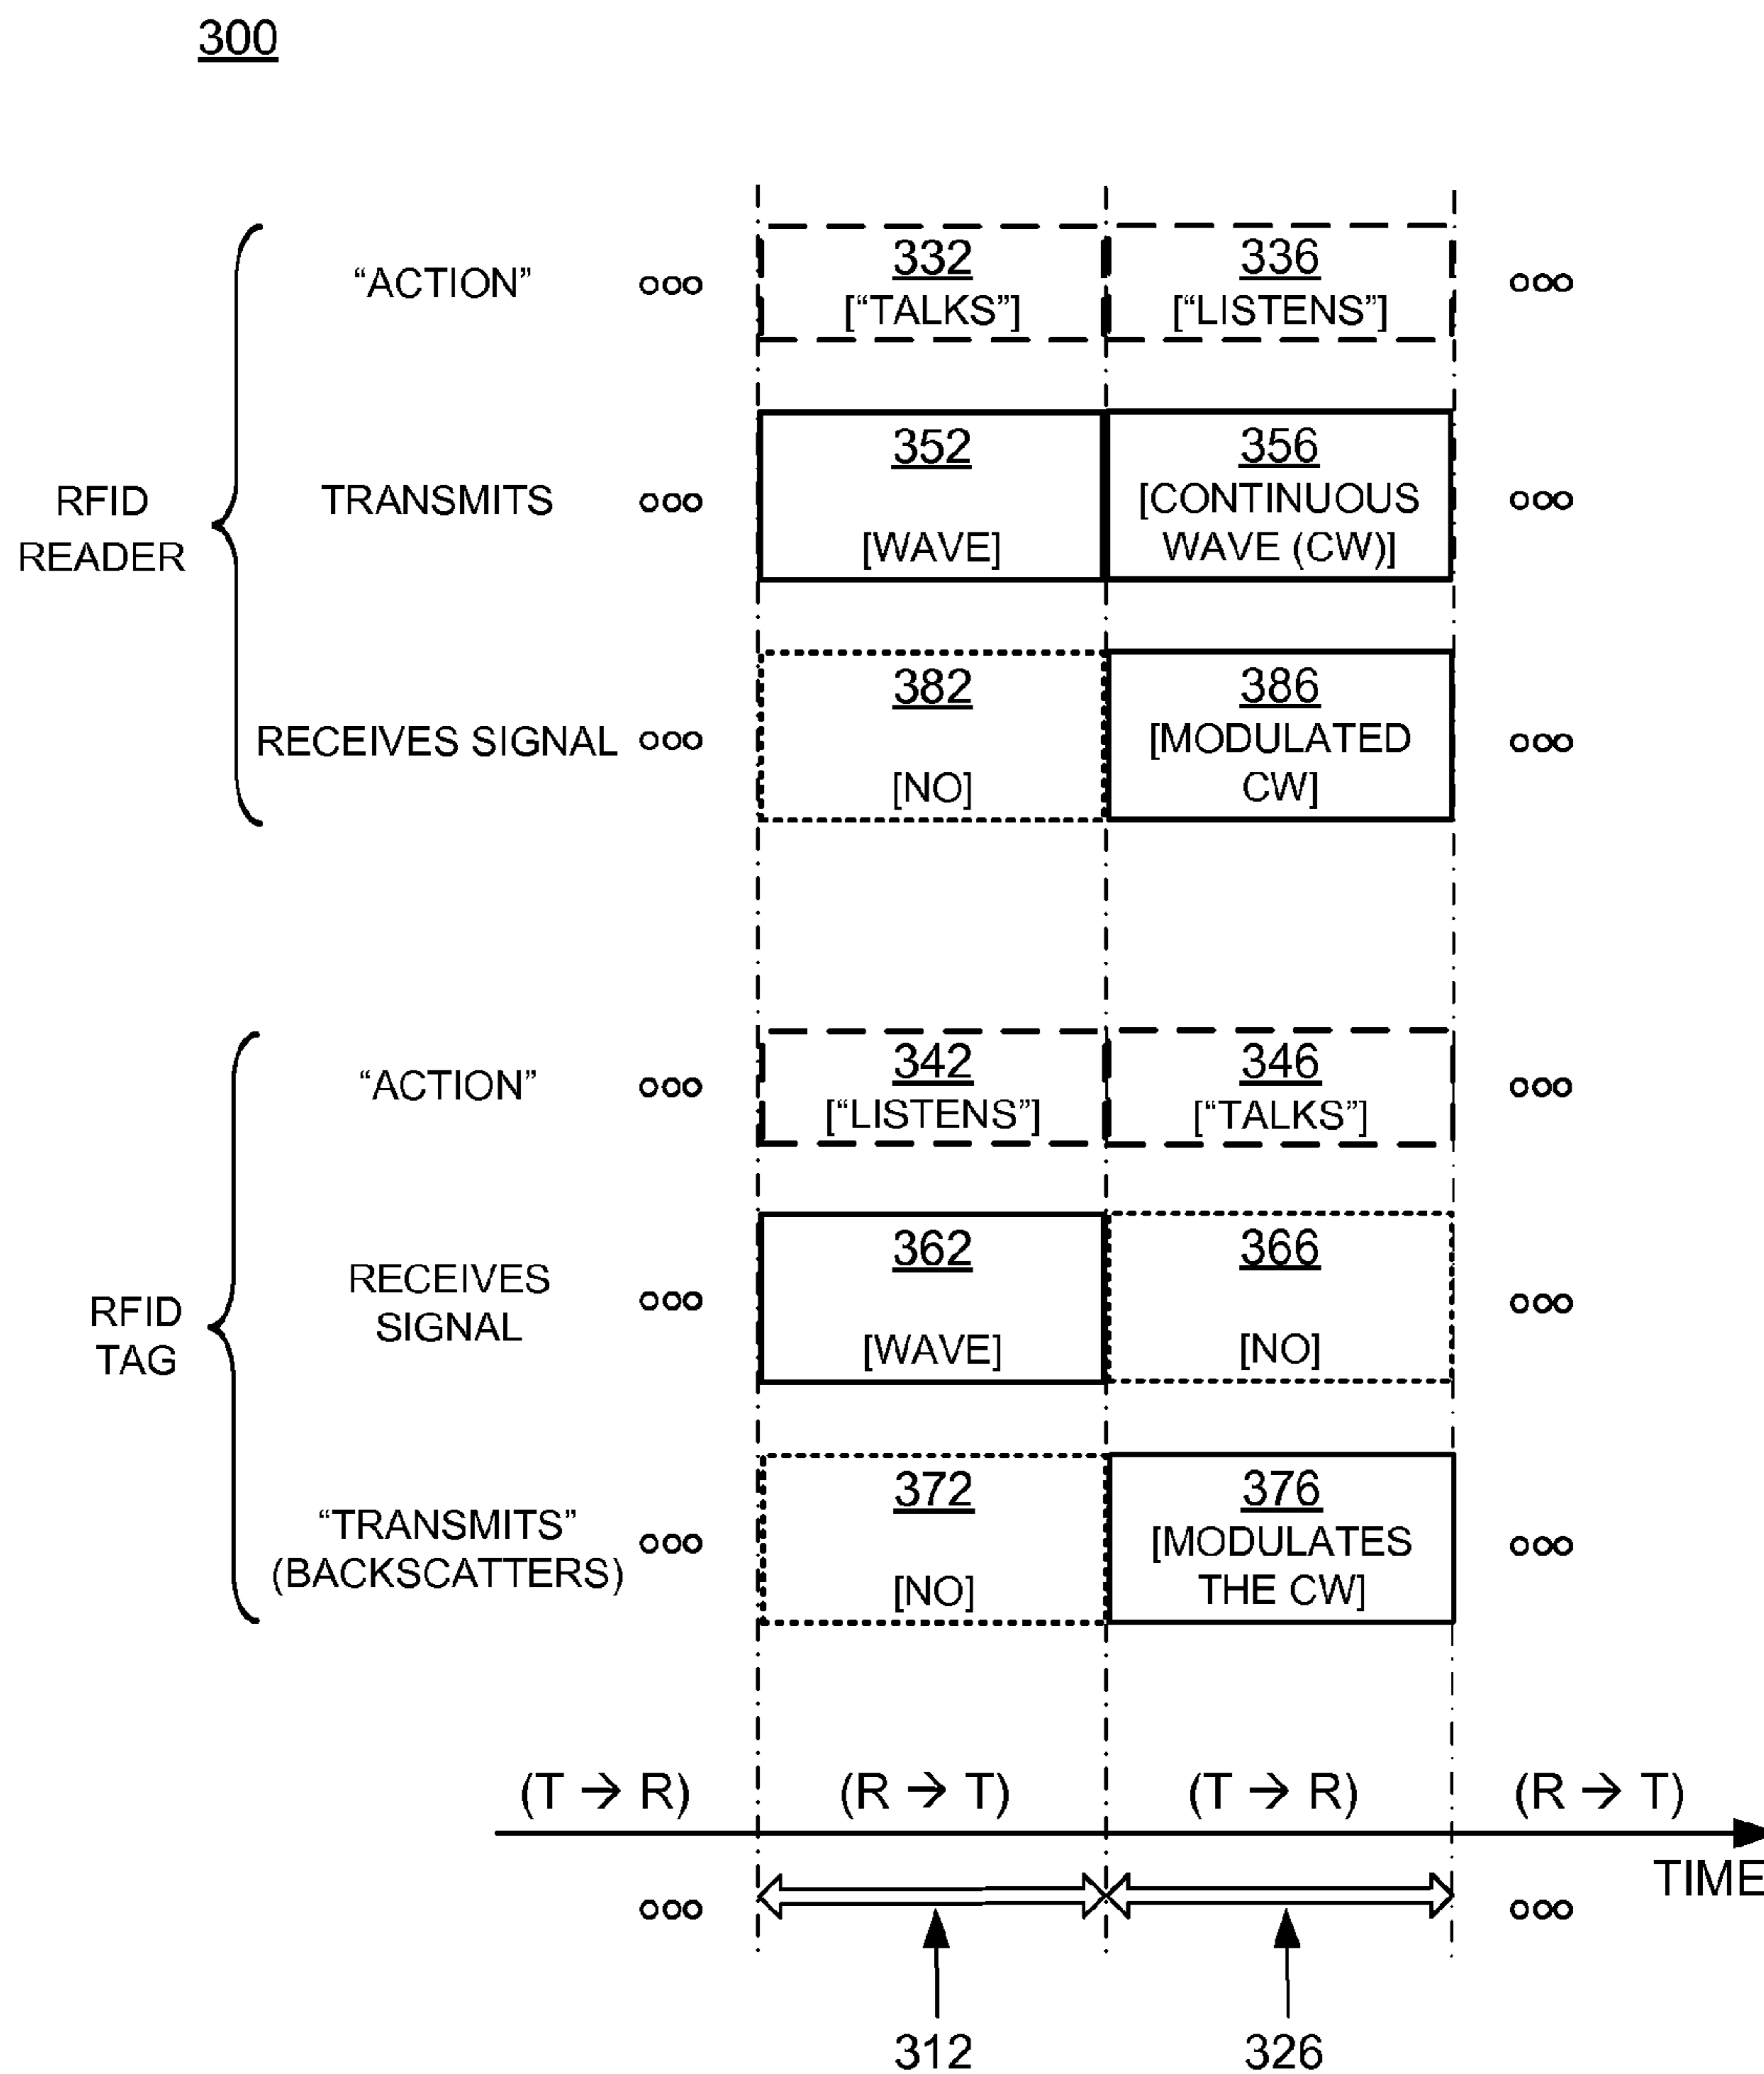 300
332
336
“ACTION”
[“TALKS”]
[“LISTENS”]
352
356
RFID
READER
TRANSMITS
[CONTINUOUS
[WAVE]
WAVE (CW)]
382
386
RECEIVES SIGNAL
[MODULATED
[NO]
CW]
342
346
“ACTION”
[“LISTENS”]
[“TALKS”]
362
366
RFID
TAG
RECEIVES
SIGNAL
[WAVE]
[NO]
372
376
“TRANSMITS”
(BACKSCATTERS)
[MODULATES
[NO]
THE CW]
(T → R) (R → T) (T → R) (R → T)
TIME
312
326